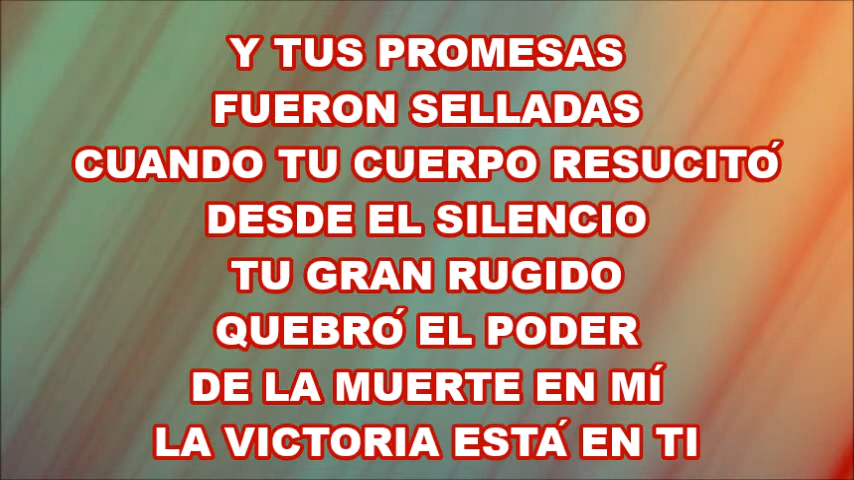 Y TUS PROMESAS
FUERON SELLADAS
CUANDO TU CUERPO RESUCITÓ
DESDE EL SILENCIO
TU GRAN RUGIDO
QUEBRÓ EL PODER
DE LA MUERTE EN MÍ
LA VICTORIA ESTÁ EN TI